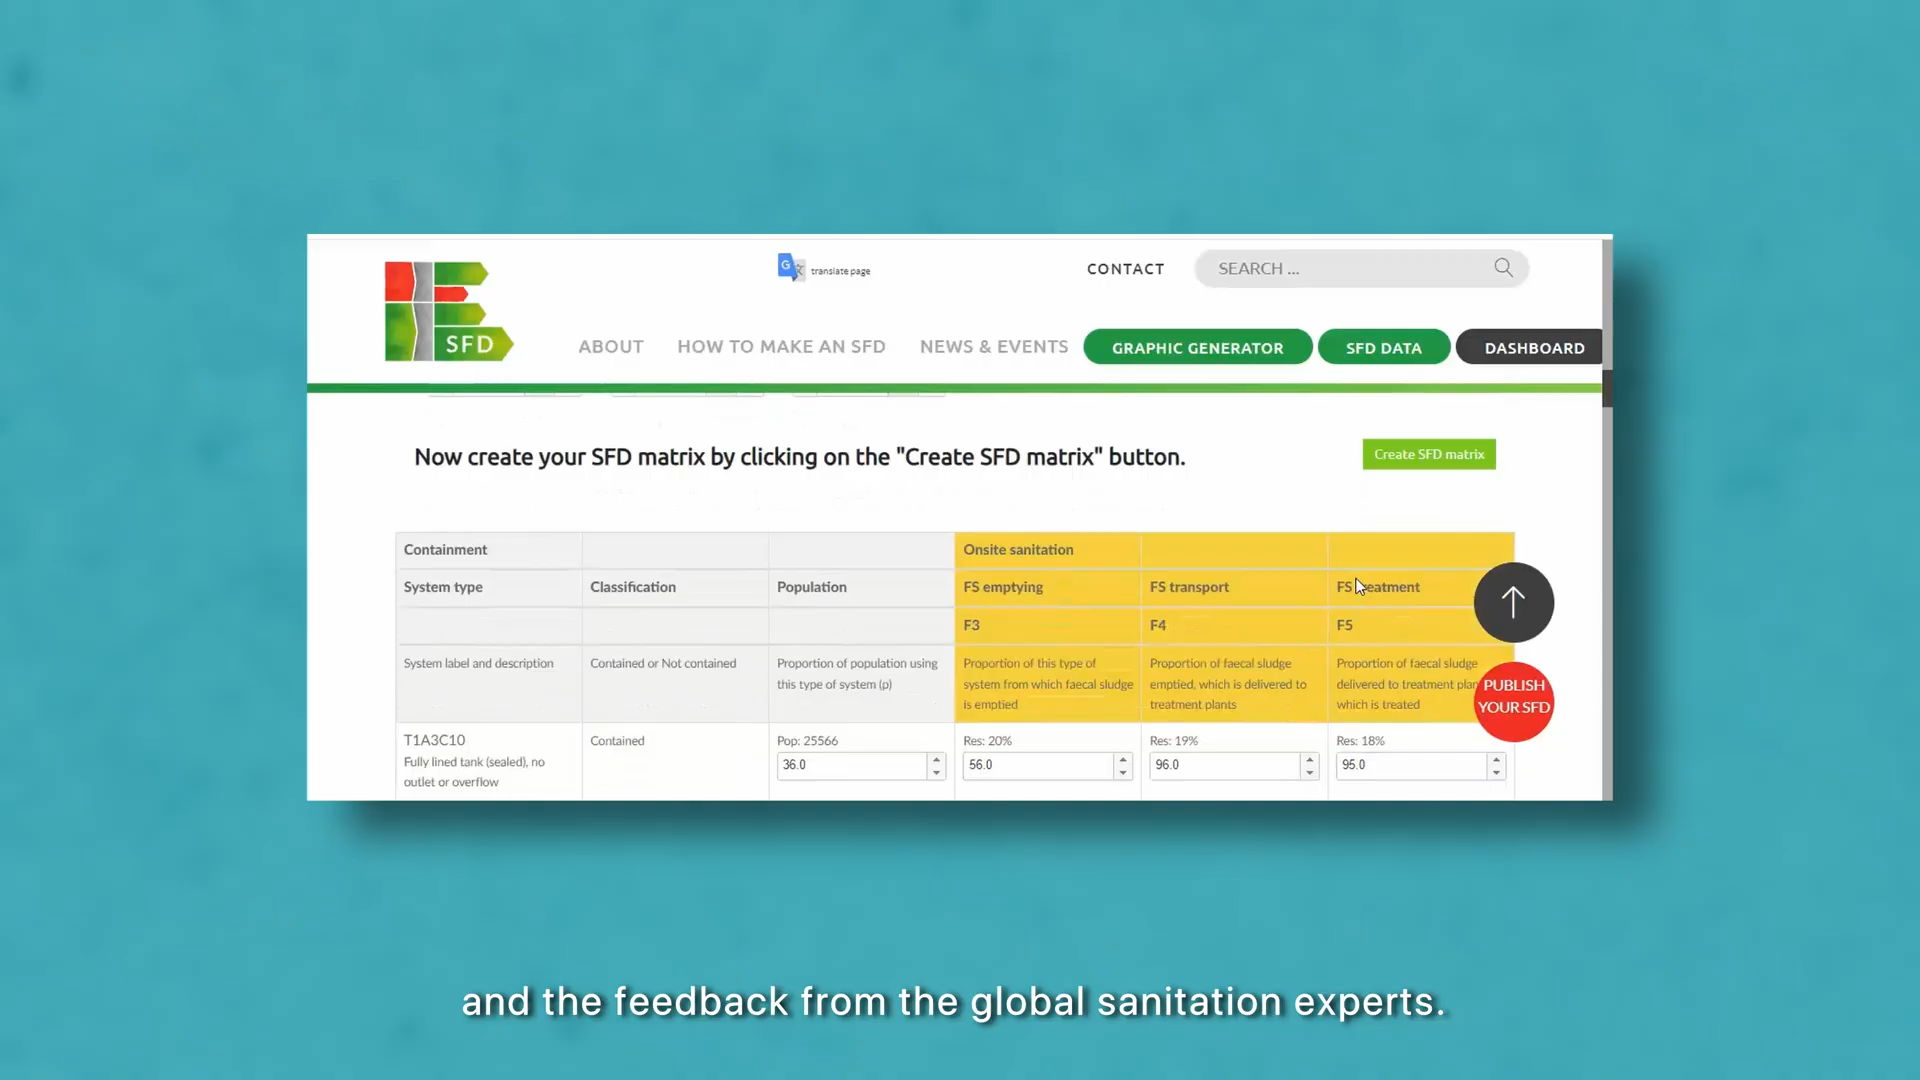 translate page
CONTACT
SEARCH ...
SFD
ABOUT
HOW TO MAKE AN SFD
NEWS & EVENTS
GRAPHIC GENERATOR
SFD DATA
DASHBOARD
Now create your SFD matrix by clicking on the "Create SFD matrix" button.
Create SFD matrix
Containment
Onsite sanitation
System type
Classification
Population
FS emptying
FS transport
FS
F3
F4
F5
System label and description
Contained or Not contained
Proportion of population using
this type of system (p)
Proportion of this type of
system from which faecal sludge
is emptied
Proportion of faecal sludge
emptied, which is delivered to
treatment plants
Proportion of faecal sludge
delivered to treatment
which is treated
PUBLISH
YOUR SFD
T1A3C10
Fully lined tank (sealed), no
outlet or overflow
Contained
Pop: 25566
36.0
Res: 20%
56.0
Res: 19%
96.0
Res: 18%
95.0
and the feedback from the global sanitation experts.